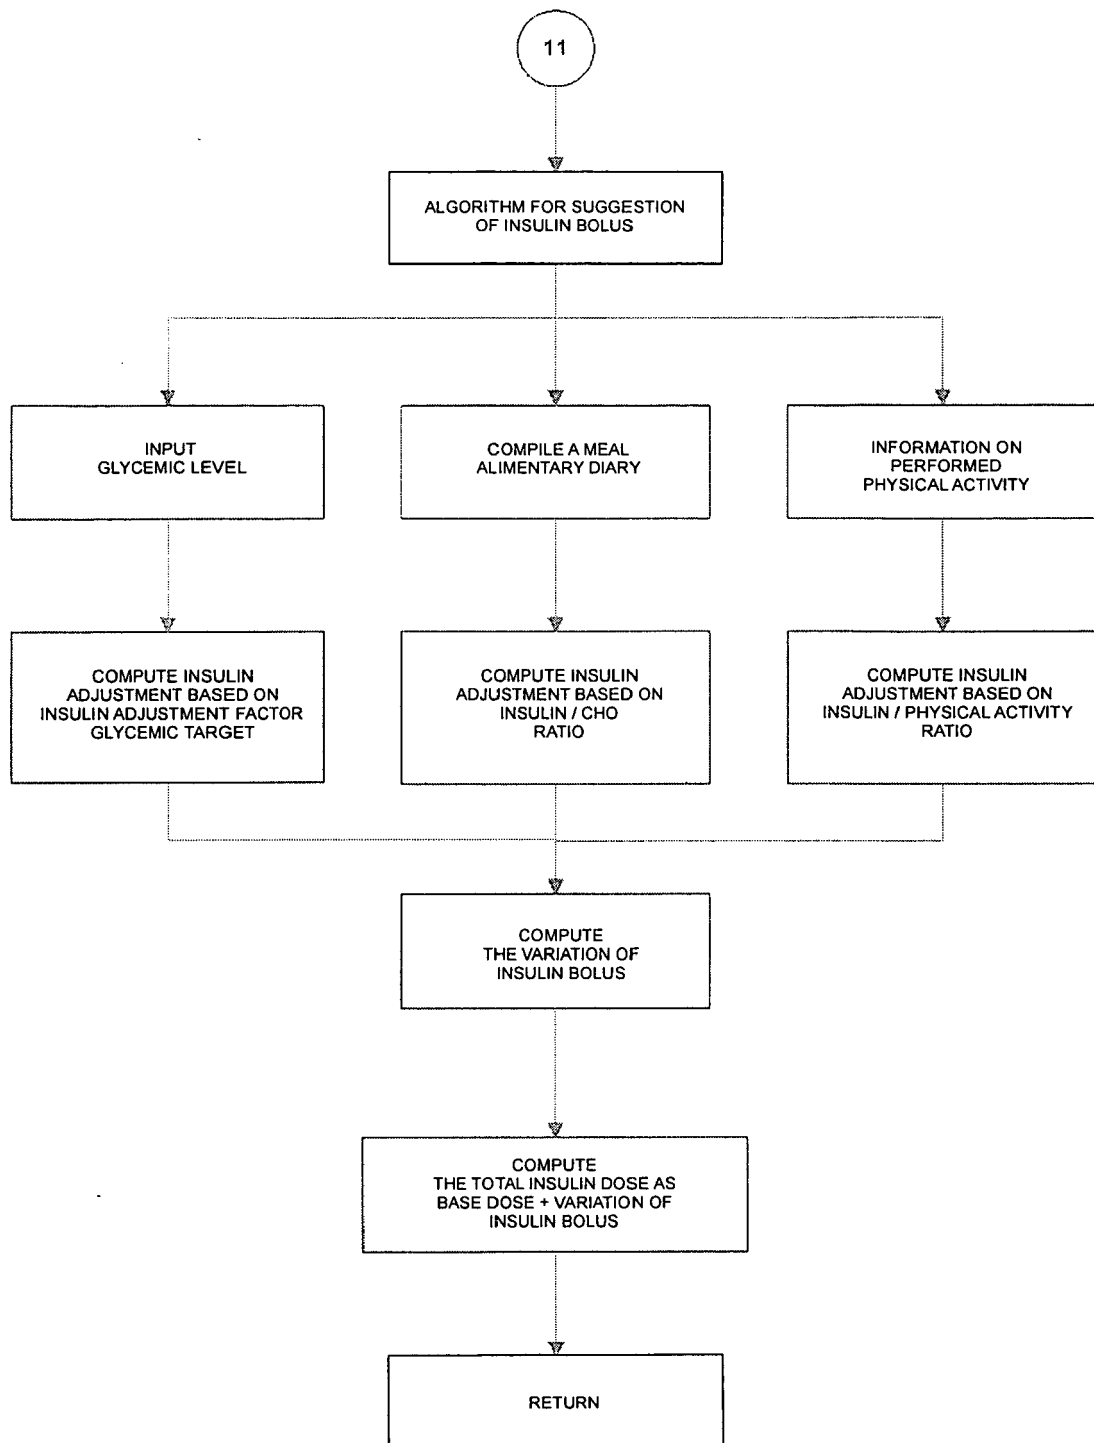 11
ALGORITHM FOR SUGGESTION
OF INSULIN BOLUS
INPUT
GLYCEMIC LEVEL
COMPILE A MEAL
ALIMENTARY DIARY
INFORMATION ON
PERFORMED
PHYSICAL ACTIVITY
COMPUTE INSULIN
ADJUSTMENT BASED ON
INSULIN ADJUSTMENT FACTOR
GLYCEMIC TARGET
COMPUTE INSULIN
ADJUSTMENT BASED ON
INSULIN / CHO
RATIO
COMPUTE INSULIN
ADJUSTMENT BASED ON
INSULIN / PHYSICAL ACTIVITY
RATIO
COMPUTE
THE VARIATION OF
INSULIN BOLUS
COMPUTE
THE TOTAL INSULIN DOSE AS
BASE DOSE + VARIATION OF
INSULIN BOLUS
RETURN